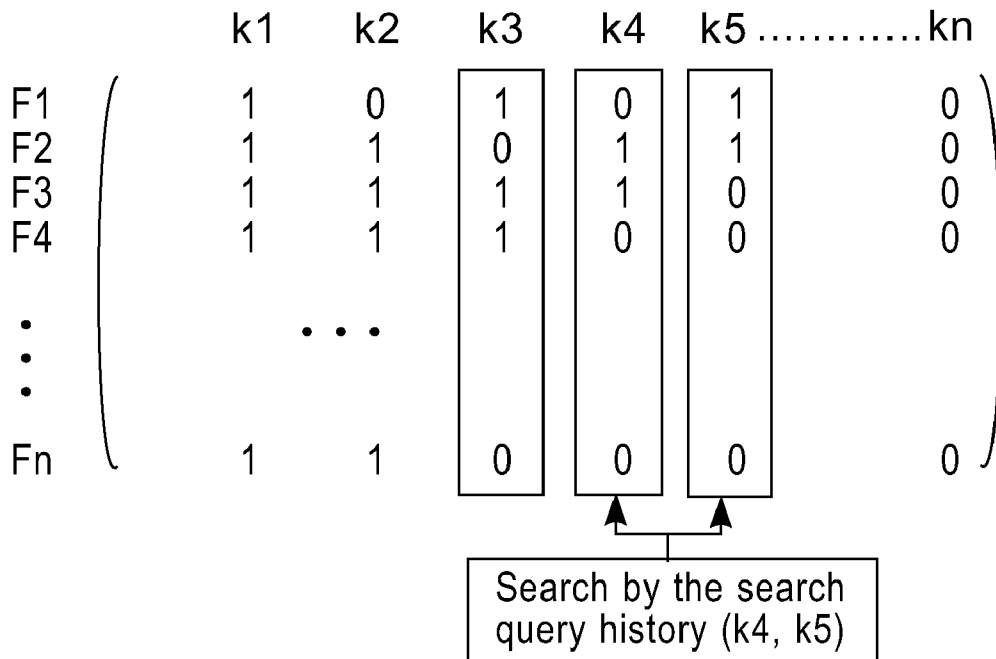 k1 k2 k3 k4 k5 ............ kn
F1 1 0 1 0 1 0
F2 1 1 0 1 1 0
F3 1 1 1 1 0 0
F4 1 1 1 0 0 0
Fn 1 1 0 0 0 0
Search by the search
query history (k4, k5)